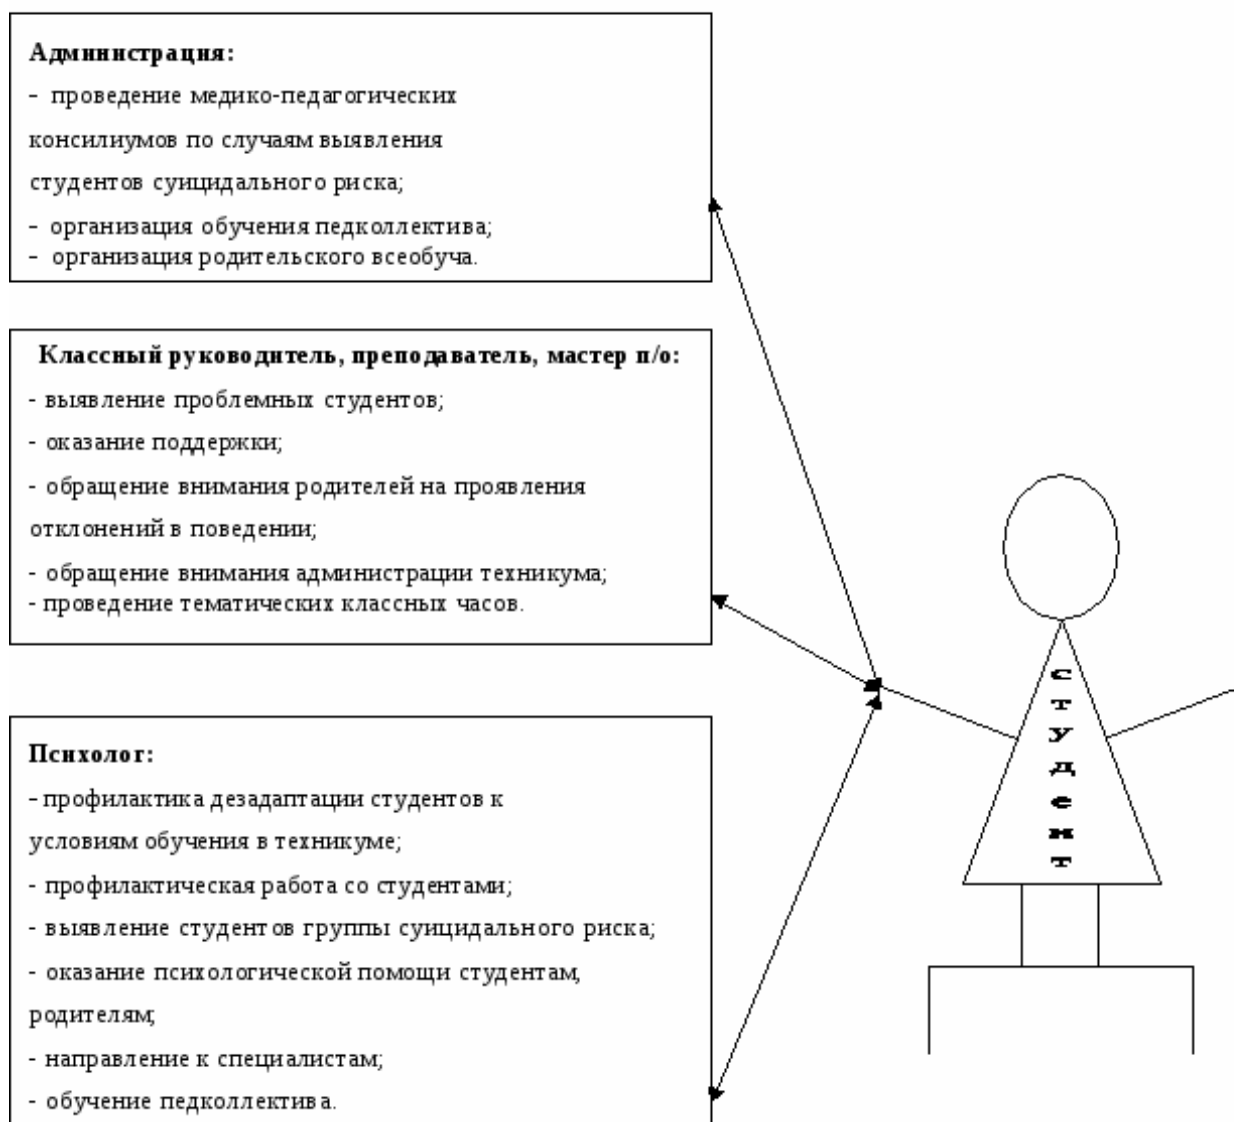 Администрация:
- проведение медико-педагогических
консилиумов по случаям выявления
студентов суицидального риска;
- организация обучения педколлектива;
- организация родительского всеобуча.
Классный руководитель, преподаватель, мастер п/о:
- выявление проблемных студентов;
- оказание поддержки;
- обращение внимания родителей на проявления
отклонений в поведении;
- обращение внимания администрации техникума;
- проведение тематических классных часов.
Психолог:
- профилактика дезадаптации студентов к
условиям обучения в техникуме;
- профилактическая работа со студентами;
- выявление студентов группы суицидального риска;
- оказание психологической помощи студентам,
родителям;
- направление к специалистам;
- обучение педколлектива.
студент